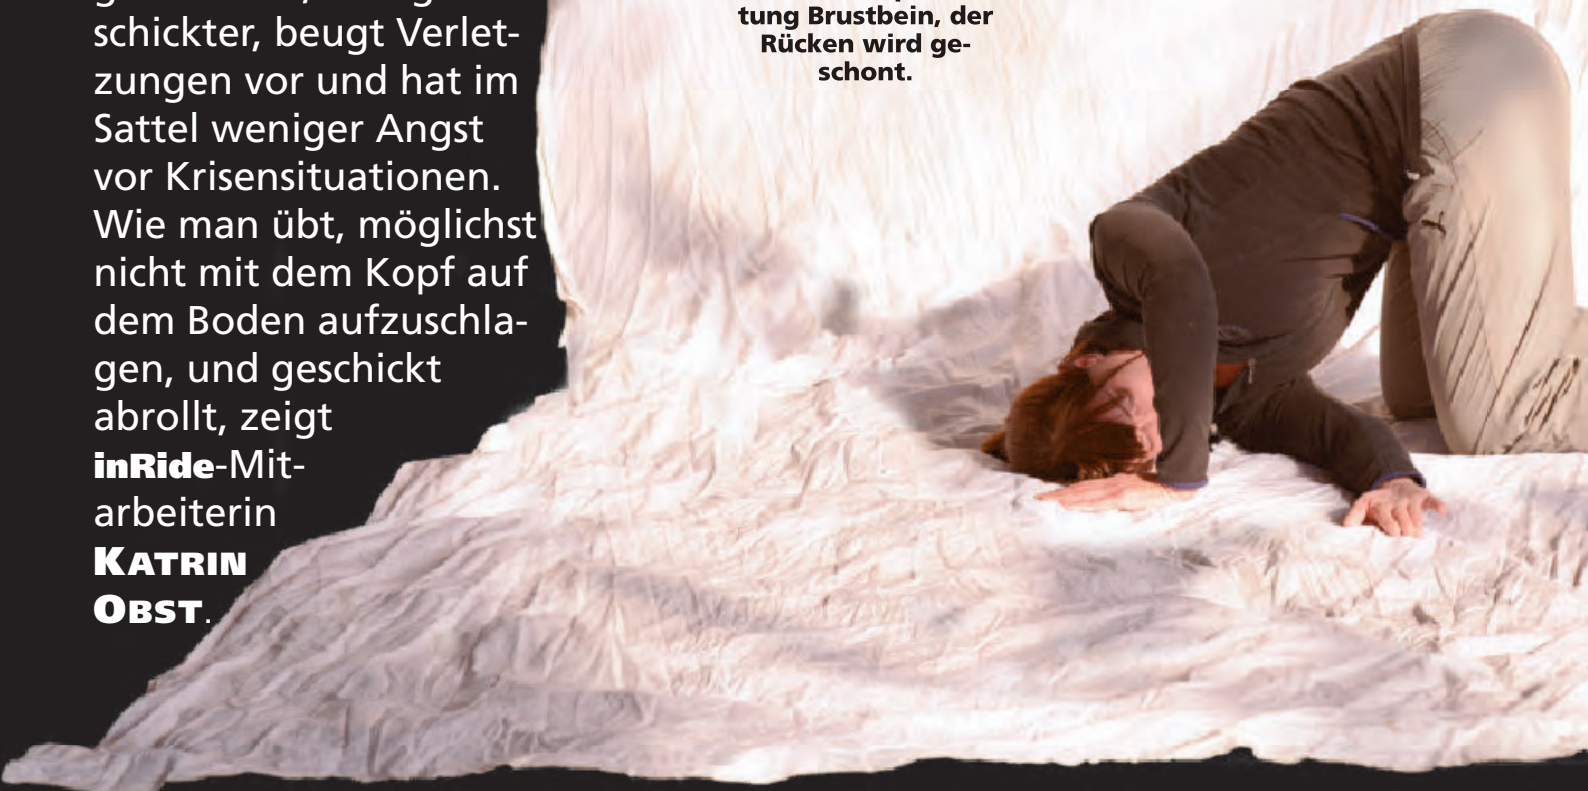 schickter, beugt Verlet-
zungen vor und hat im
Sattel weniger Angst
vor Krisensituationen.
Wie man übt, möglichst
nicht mit dem Kopf auf
dem Boden aufzuschla-
gen, und geschickt
abrollt, zeigt
inRide-Mit-
arbeiterin
KATRIN
OBST.
tung Brustbein, der
Rücken wird ge-
schont.